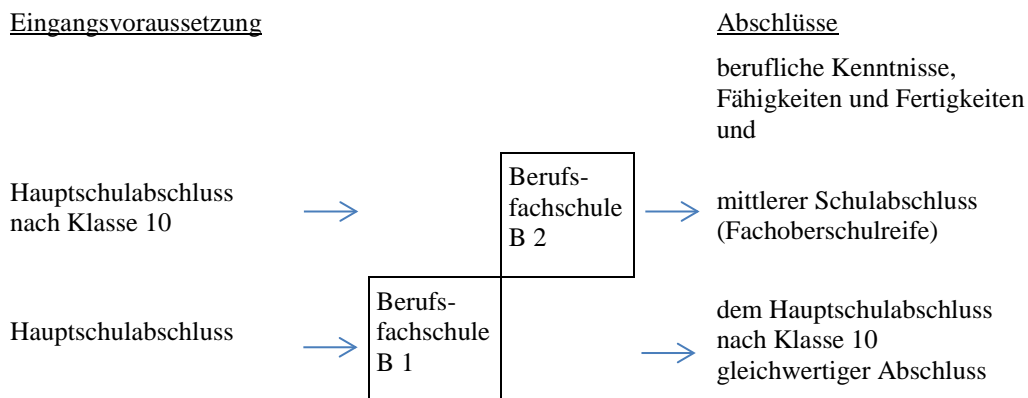 Eingangsvoraussetzung
Abschlüsse
berufliche Kenntnisse,
Fähigkeiten und Fertigkeiten
und
Hauptschulabschluss
nach Klasse 10
Berufs-
fachschule
B 2
mittlerer Schulabschluss
(Fachoberschulreife)
Hauptschulabschluss
Berufs-
fachschule
B 1
dem Hauptschulabschluss
nach Klasse 10
gleichwertiger Abschluss